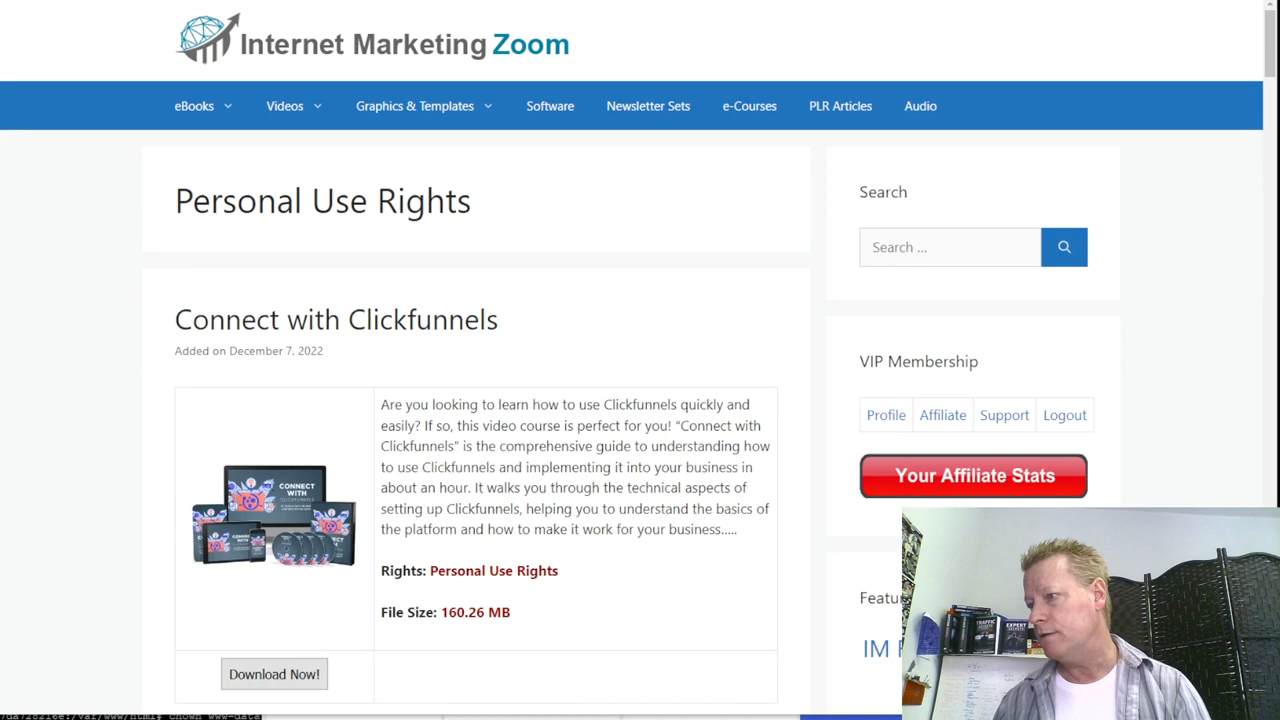 Internet Marketing Zoom
eBooks Videos Graphics & Templates Software Newsletter Sets e-Courses PLR Articles Audio
Personal Use Rights
Connect with Clickfunnels
Added on December 7, 2022
Are you looking to learn how to use Clickfunnels quickly and
easily? If so, this video course is perfect for you! “Connect with
Clickfunnels” is the comprehensive guide to understanding how
to use Clickfunnels and implementing it into your business in
about an hour. It walks you through the technical aspects of
setting up Clickfunnels, helping you to understand the basics of
the platform and how to make it work for your business.....
CONNECT
WITH
Rights: Personal Use Rights
File Size: 160.26 MB
Download Now!
Search
Search ...
VIP Membership
Profile Affiliate Support Logout
Your Affiliate Stats
IM
TRAFFIC
EXPERT